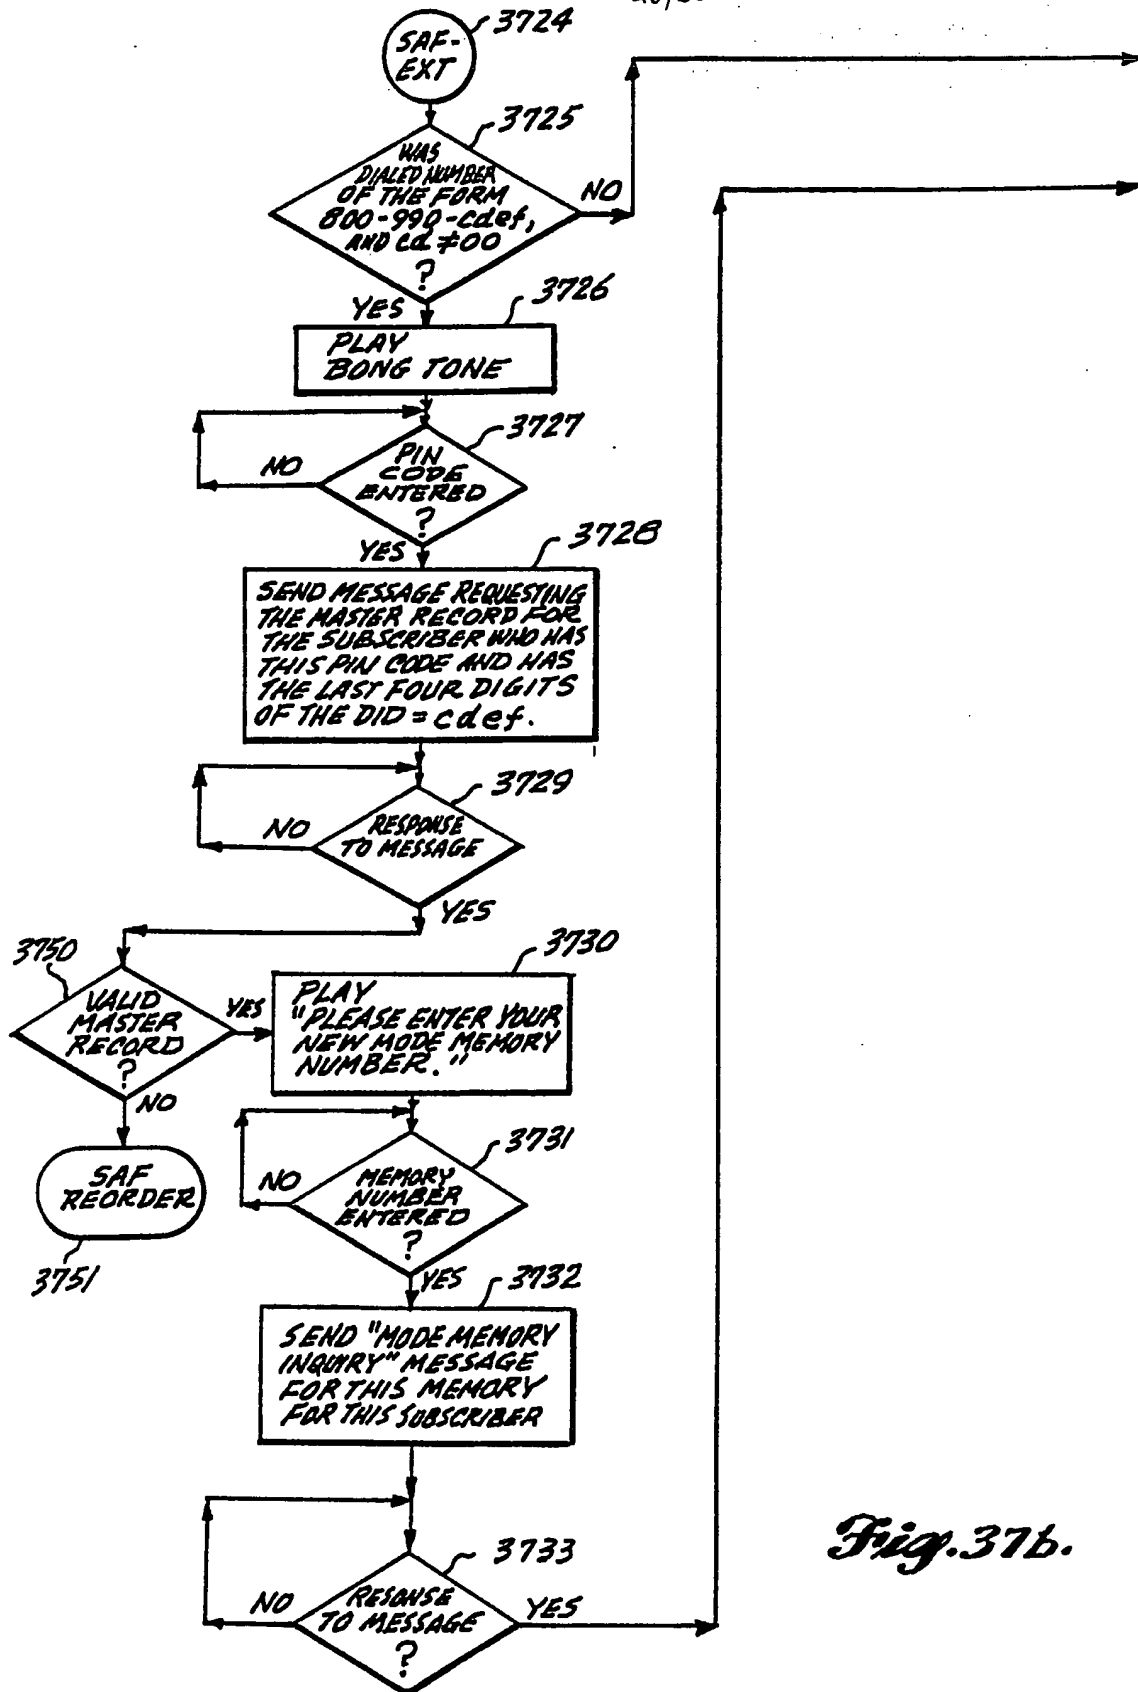 3724
SAF-
EXT
3725
WAS
DIALED NUMBER
OF THE FORM
800-990-cdef,
AND cd ≠ 00
?
NO
YES
3726
PLAY
BONG TONE
3727
PIN
CODE
ENTERED
?
NO
YES
3728
SEND MESSAGE REQUESTING
THE MASTER RECORD FOR
THE SUBSCRIBER WHO HAS
THIS PIN CODE AND HAS
THE LAST FOUR DIGITS
OF THE DID = cdef.
3729
RESPONSE
TO MESSAGE
NO
YES
3750
VALID
MASTER
RECORD
?
YES
NO
3730
PLAY
"PLEASE ENTER YOUR
NEW MODE MEMORY
NUMBER."
SAF
REORDER
3751
3731
MEMORY
NUMBER
ENTERED
?
NO
YES
3732
SEND "MODE MEMORY
INQUIRY" MESSAGE
FOR THIS MEMORY
FOR THIS SUBSCRIBER
3733
RESONSE
TO MESSAGE
?
NO
YES
Fig. 37b.